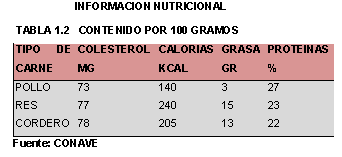 INFORMACION NUTRICIONAL
TABLA 1.2 CONTENIDO POR 100 GRAMOS
TIPO DE CARNE COLESTEROL MG CALORIAS KCAL GRASA GR PROTEINAS %
POLLO 73 140 3 27
RES 77 240 15 23
CORDERO 78 205 13 22
Fuente: CONAVE